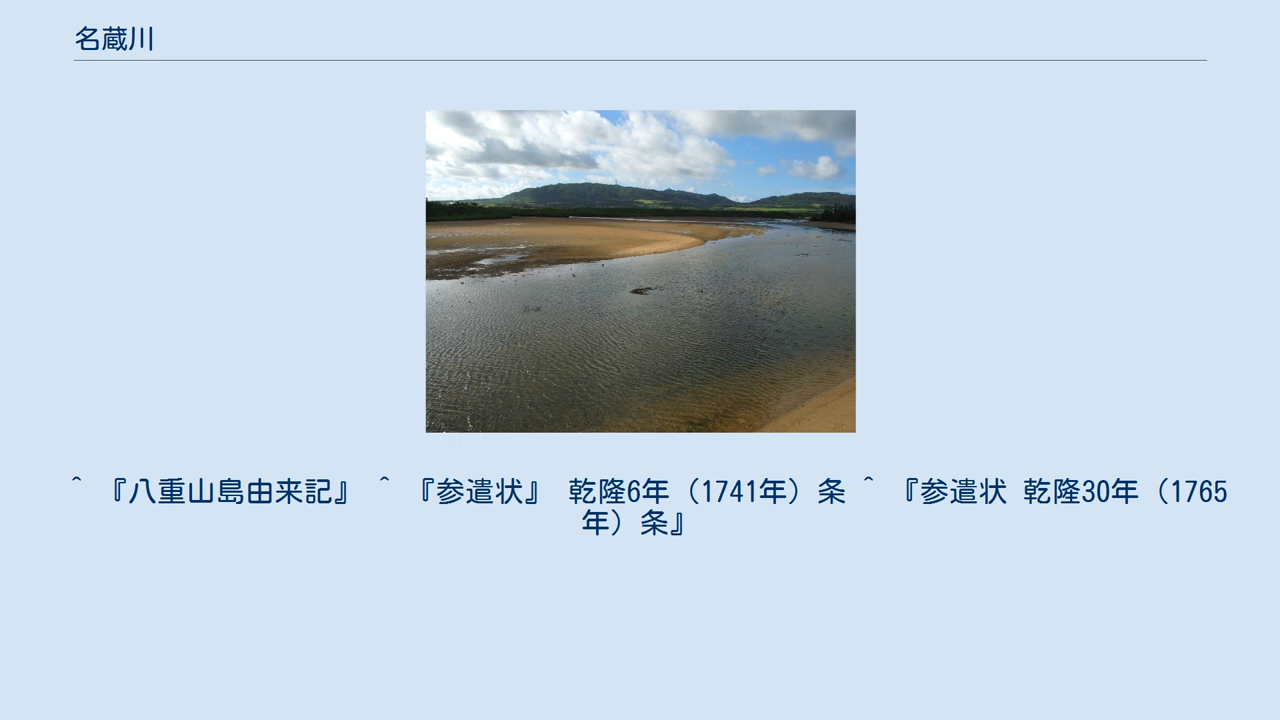 名蔵川
^ 『八重山島由来記』 ^ 『参遣状』 乾隆6年（1741年）条 ^ 『参遣状 乾隆30年（1765
年）条』